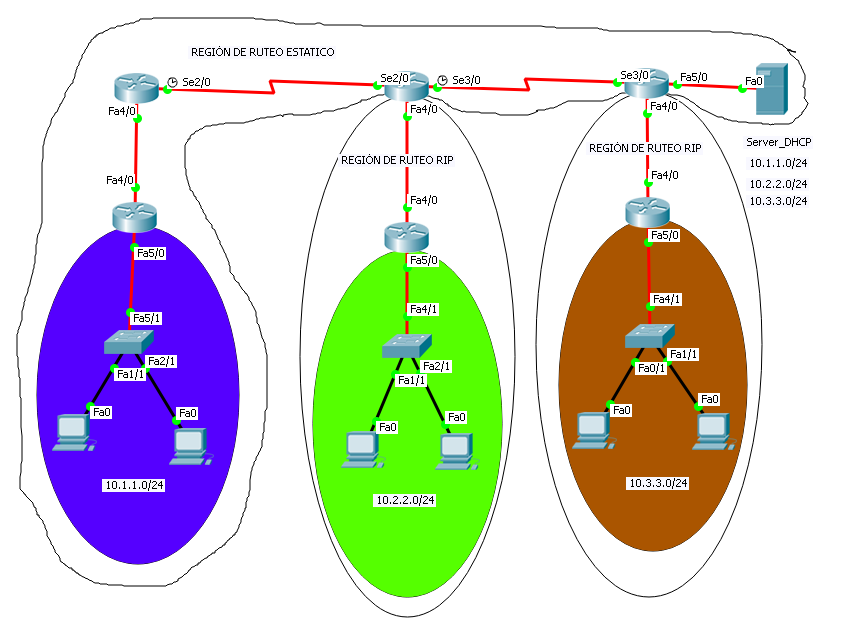 REGIÓN DE RUTEO ESTATICO
Se2/0
Se2/0
Se3/0
Se3/0
Fa5/0
Fa0
Fa4/0
Fa4/0
Fa4/0
Server_DHCP
REGIÓN DE RUTEO RIP
REGIÓN DE RUTEO RIP
10.1.1.0/24
10.2.2.0/24
10.3.3.0/24
Fa4/0
Fa4/0
Fa4/0
Fa5/0
Fa5/0
Fa5/0
Fa5/1
Fa4/1
Fa4/1
Fa2/1
Fa1/1
Fa2/1
Fa1/1
Fa1/1
Fa0/1
Fa0
Fa0
Fa0
Fa0
Fa0
Fa0
10.1.1.0/24
10.2.2.0/24
10.3.3.0/24